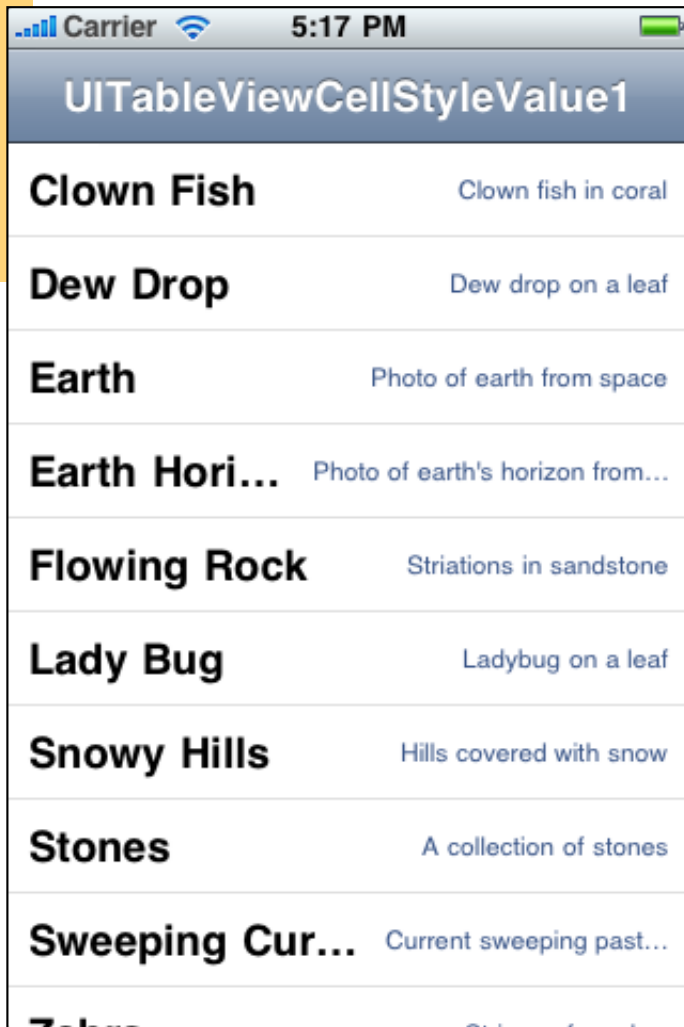 Carrier 5:17 PM
UITableViewCellStyleValue1
Clown Fish Clown fish in coral
Dew Drop Dew drop on a leaf
Earth Photo of earth from space
Earth Hori... Photo of earth's horizon from...
Flowing Rock Striations in sandstone
Lady Bug Ladybug on a leaf
Snowy Hills Hills covered with snow
Stones A collection of stones
Sweeping Cur... Current sweeping past...